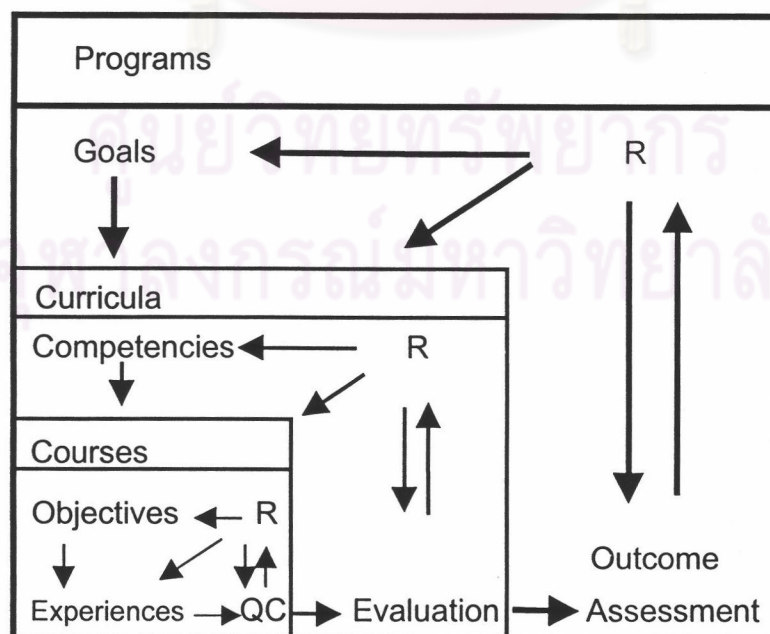 Programs
ศูนย์วิทยทรัพยากร
Goals R
จุฬาลงกรณ์มหาวิทยาลั
Curricula
Competencies R
Courses
Objectives R
Outcome
Experiences QC Evaluation Assessment